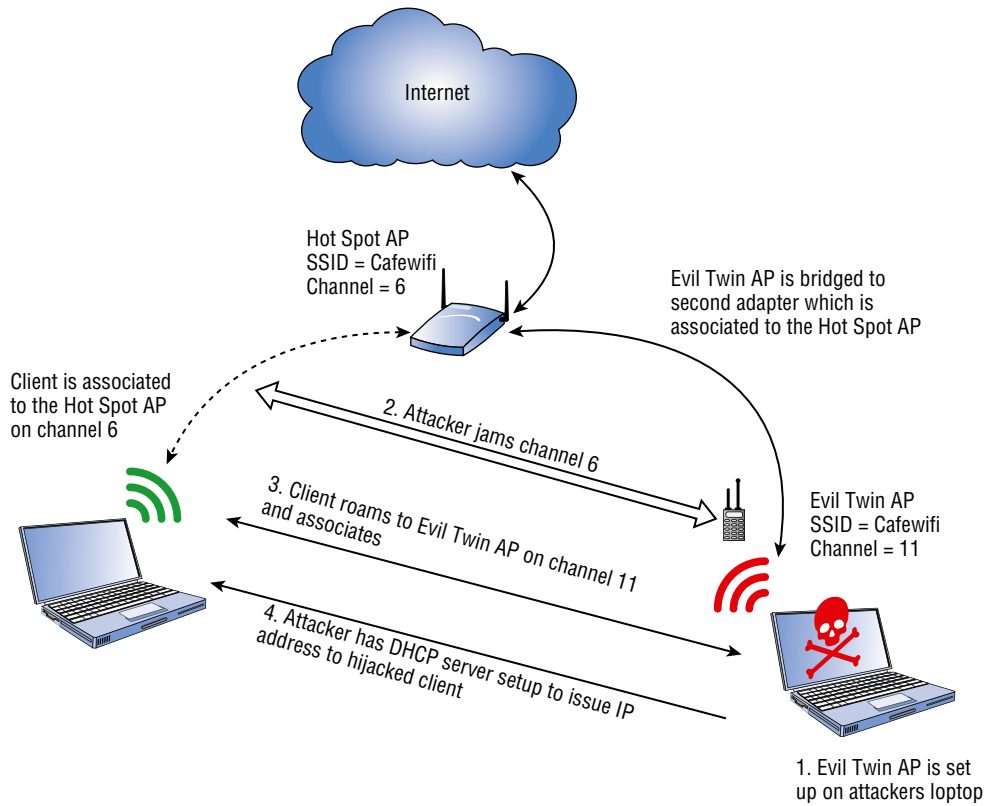 Internet
Hot Spot AP
SSID = Cafewifi
Channel = 6
Evil Twin AP is bridged to
second adapter which is
associated to the Hot Spot AP
Client is associated
to the Hot Spot AP
on channel 6
2. Attacker jams channel 6
3. Client roams to Evil Twin AP on channel 11
and associates
Evil Twin AP
SSID = Cafewifi
Channel = 11
4. Attacker has DHCP server setup to issue IP
address to hijacked client
1. Evil Twin AP is set
up on attackers loptop